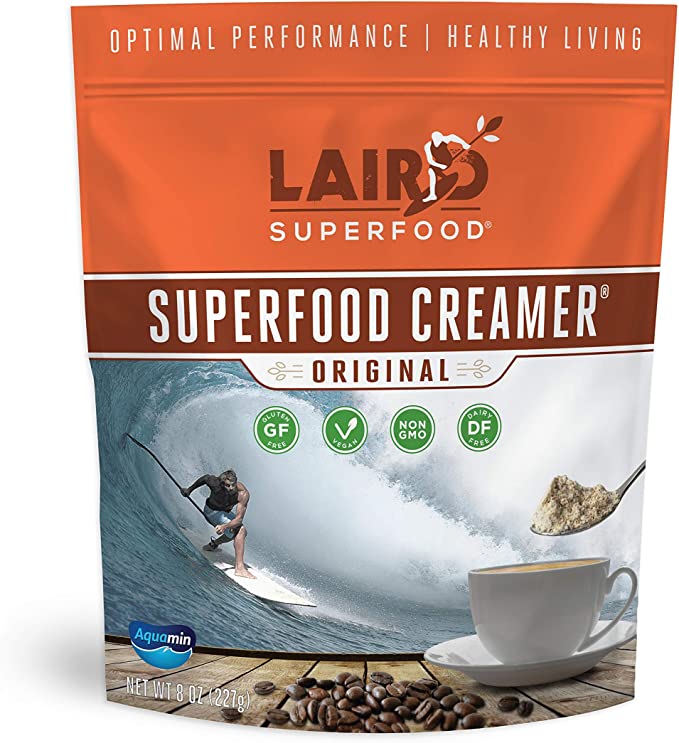 OPTIMAL PERFORMANCE | HEALTHY LIVING
LAIRD
SUPERFOOD®
SUPERFOOD CREAMER®
ORIGINAL
GLUTEN
GF
FREE
V
VEGAN
NON
GMO
DAIRY
DF
FREE
Aquamin
NET WT 8 OZ (227g)